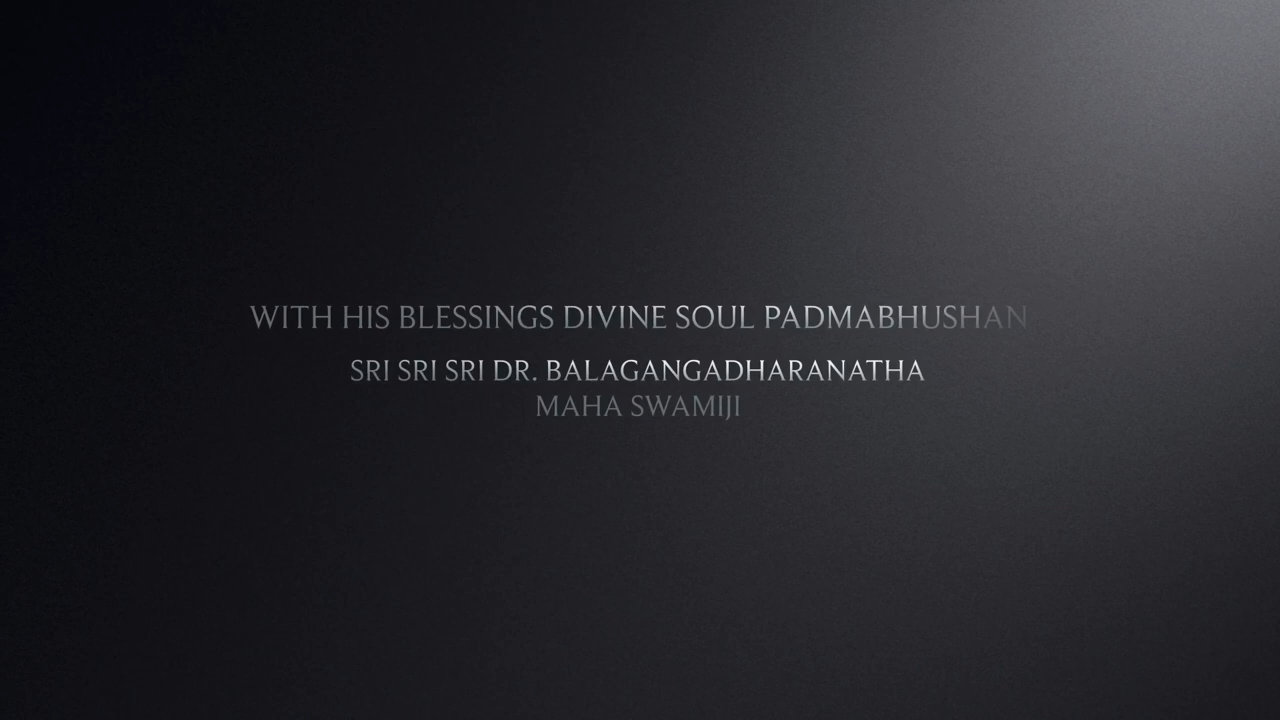 WITH HIS BLESSINGS DIVINE SOUL PADMABHUSHAN
SRI SRI SRI DR. BALAGANGADHARANATHA
MAHA SWAMIJI